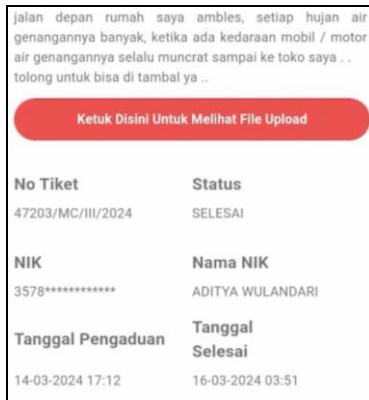 jalan depan rumah saya ambles, setiap hujan air
genangannya banyak, ketika ada kedaraan mobil / motor
air genangannya selalu muncrat sampai ke toko saya . .
tolong untuk bisa di tambal ya ..
Ketuk Disini Untuk Melihat File Upload
No Tiket Status
47203/MC/III/2024 SELESAI
NIK Nama NIK
3578************ ADITYA WULANDARI
Tanggal Pengaduan Tanggal
Selesai
14-03-2024 17:12 16-03-2024 03:51